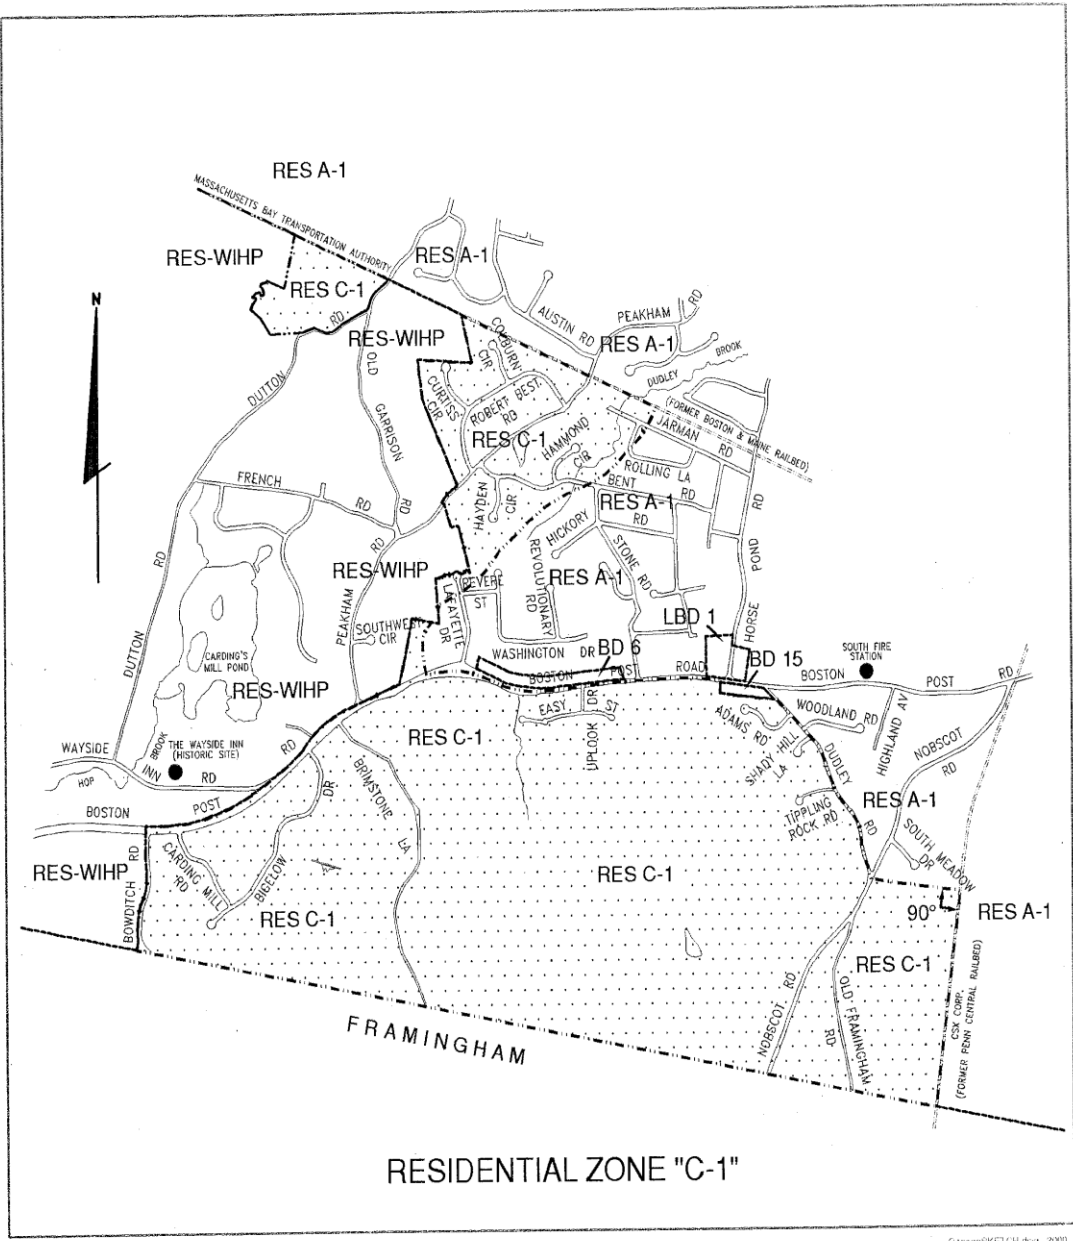 RES A-1
MASSACHUSETTS BAY TRANSPORTATION AUTHORITY
RES-WIHP
RES A-1
RES C-1
N
RES-WIHP
COLBURN
CIR
AUSTIN RD
PEAKHAM RD
RES A-1
BROOK
DUDLEY
RD
OLD
DUTTON
CURTISS
CIR
ROBERT BEST.
RD
(FORMER BOSTON & MAINE RAILBED)
GARRISON
RES C-1
HAMMOND
CIR
JARMAN
RD
ROLLING LA
FRENCH
RD
RD
HAYDEN
CIR
BENT
RD
RES A-1
RD
HICKORY
RD
POND
RES-WIHP
RD
PEAKHAM
REVERE
ST
REVOLUTIONARY
RD
RES A-1
STONE RD
LAFAYETTE
DR
LBD 1
HORSE
SOUTHWEST
CIR
DUTTON
RD
WASHINGTON DR
BD 6
BD 15
SOUTH FIRE
STATION
CARDING'S
MILL POND
RES-WIHP
BOSTON
POST
ROAD
BOSTON
POST
RD
EASY
ST
UPLOOK DR
ADAMS RD
WOODLAND RD
HIGHLAND AV
NOBSCOT
RD
WAYSIDE
INN
RD
BROOK
HOP
THE WAYSIDE INN
(HISTORIC SITE)
RD
RES C-1
SHADY HILL
LA
DUDLEY
RD
BRIMSTONE
LA
BOSTON
POST
DR
TIPPLING
ROCK RD
RES A-1
RES-WIHP
BOWDITCH
RD
CARDING MILL
RD
BIGELOW
RES C-1
RES C-1
SOUTH MEADOW
DR
90°
RES A-1
RES C-1
NOBSCOT
RD
OLD FRAMINGHAM
RD
CSK CORP.
(FORMER PENN CENTRAL RAILBED)
FRAMINGHAM
RESIDENTIAL ZONE "C-1"